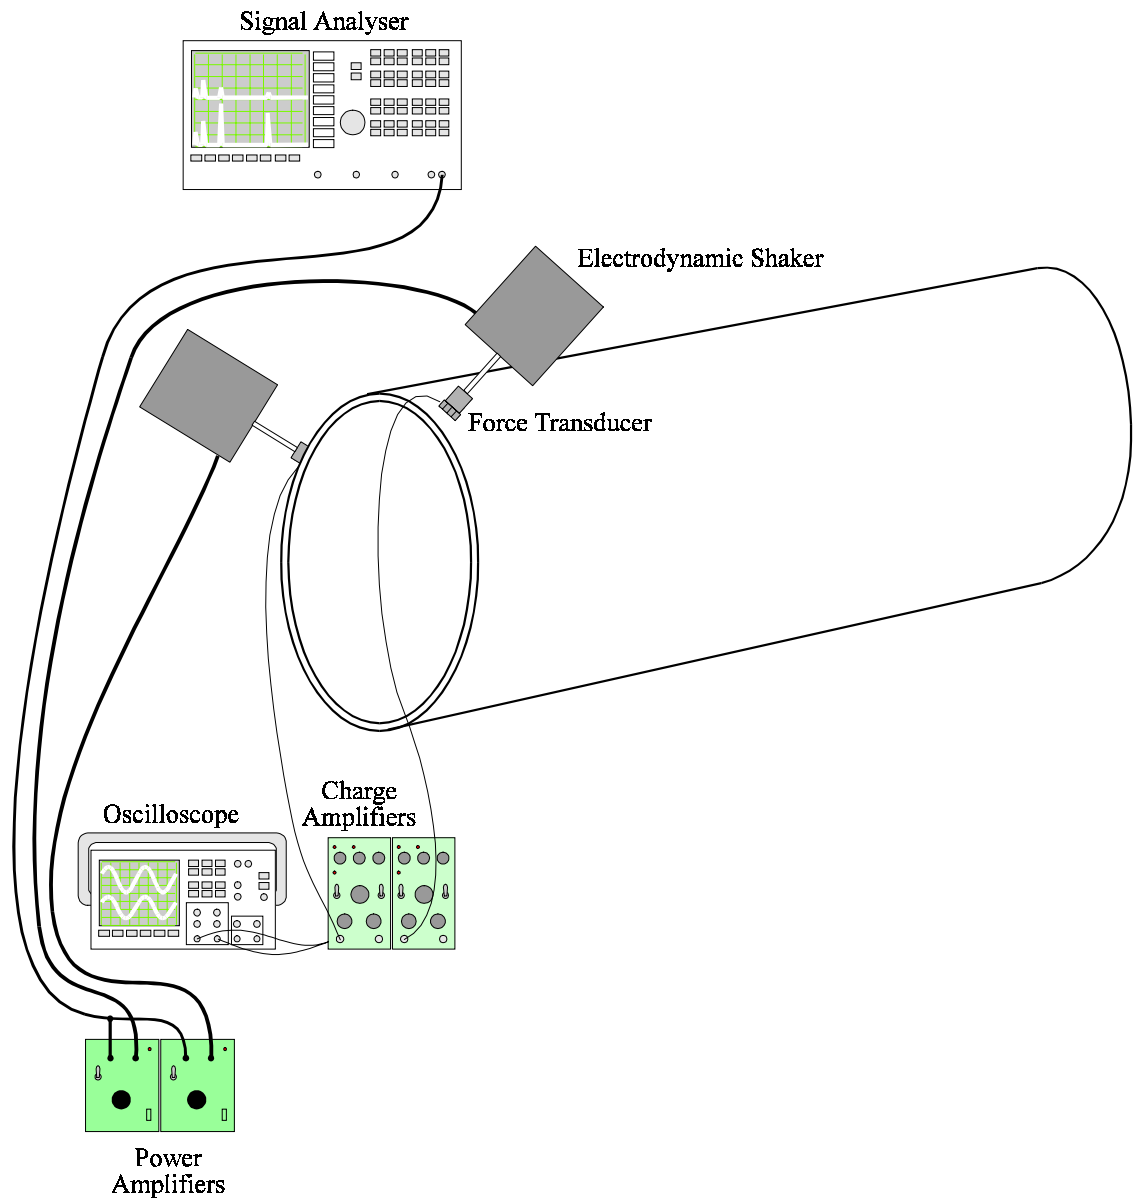 Signal Analyser
Electrodynamic Shaker
Force Transducer
Charge
Amplifiers
Oscilloscope
Power
Amplifiers